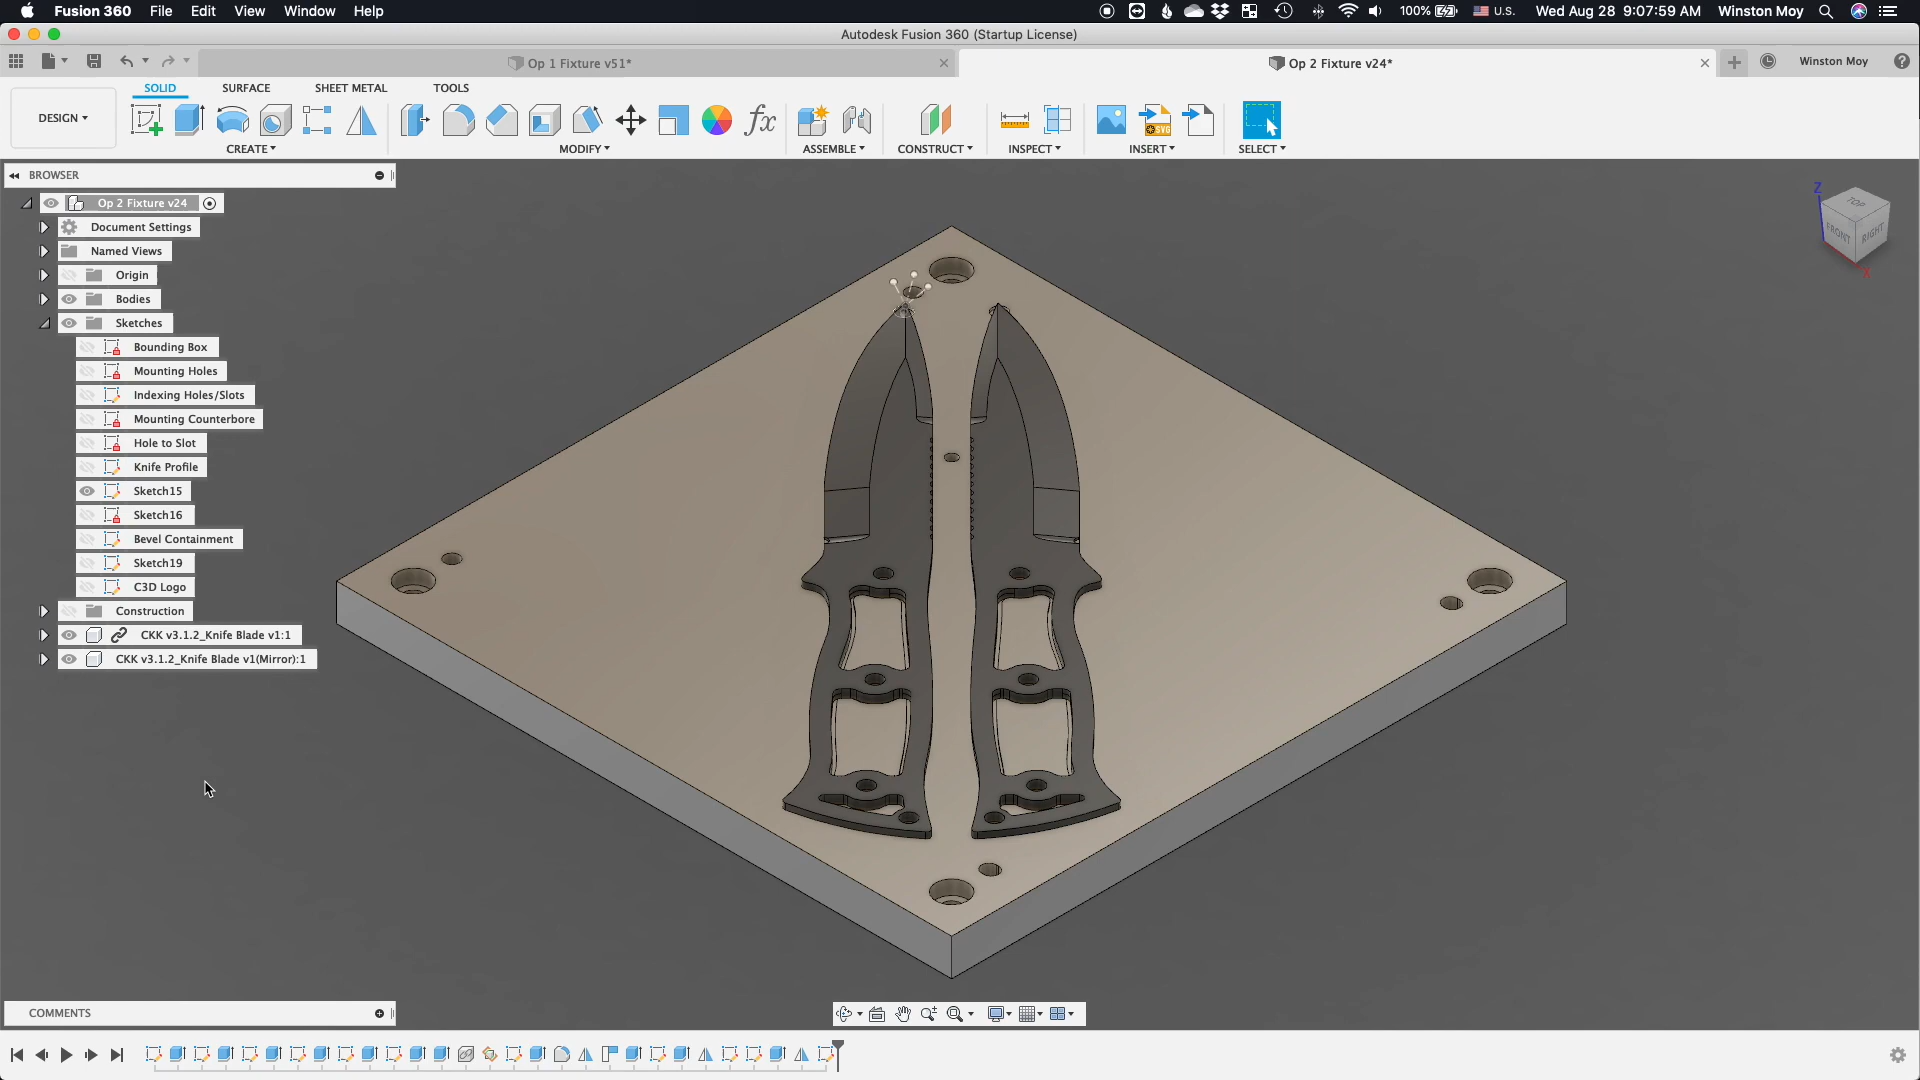 Fusion 360 File Edit View Window Help
100% U.S. Wed Aug 28 9:07:59 AM Winston Moy
Autodesk Fusion 360 (Startup License)
Op 1 Fixture v51*
Op 2 Fixture v24*
Winston Moy
SOLID SURFACE SHEET METAL TOOLS
DESIGN
SVG
CREATE MODIFY ASSEMBLE CONSTRUCT INSPECT INSERT SELECT
BROWSER
Op 2 Fixture v24
Document Settings
Named Views
Origin
Bodies
Sketches
Bounding Box
Mounting Holes
Indexing Holes/Slots
Mounting Counterbore
Hole to Slot
Knife Profile
Sketch15
Sketch16
Bevel Containment
Sketch19
C3D Logo
Construction
CKK v3.1.2_Knife Blade v1:1
CKK v3.1.2_Knife Blade v1(Mirror):1
Z
TOP
FRONT
RIGHT
X
COMMENTS